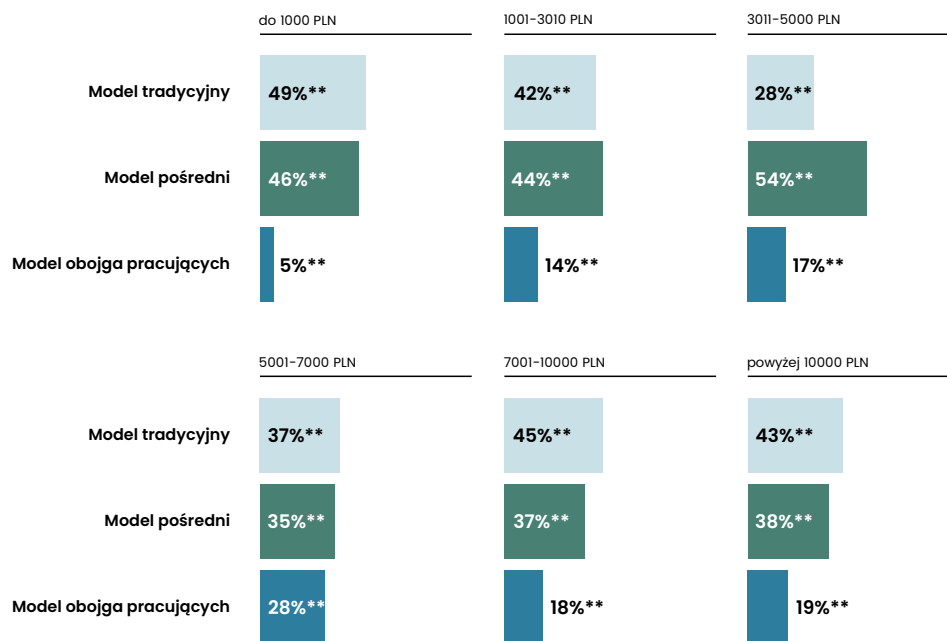 do 1000 PLN 1001-3010 PLN 3011-5000 PLN
Model tradycyjny 49%** 42%** 28%**
Model pośredni 46%** 44%** 54%**
Model obojga pracujących 5%** 14%** 17%**
5001-7000 PLN 7001-10000 PLN powyżej 10000 PLN
Model tradycyjny 37%** 45%** 43%**
Model pośredni 35%** 37%** 38%**
Model obojga pracujących 28%** 18%** 19%**